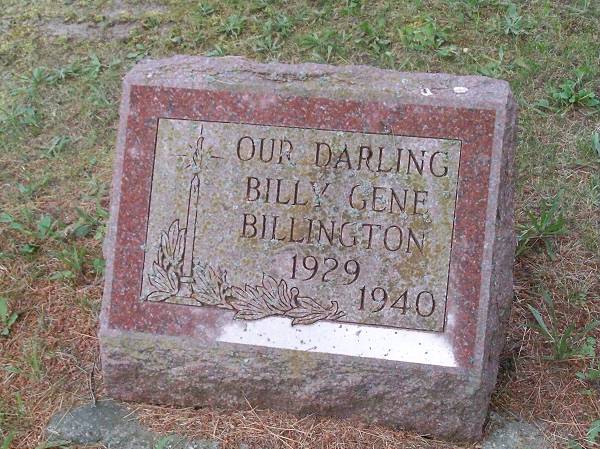 OUR DARLING
BILLY GENE
BILLINGTON
1929
1940